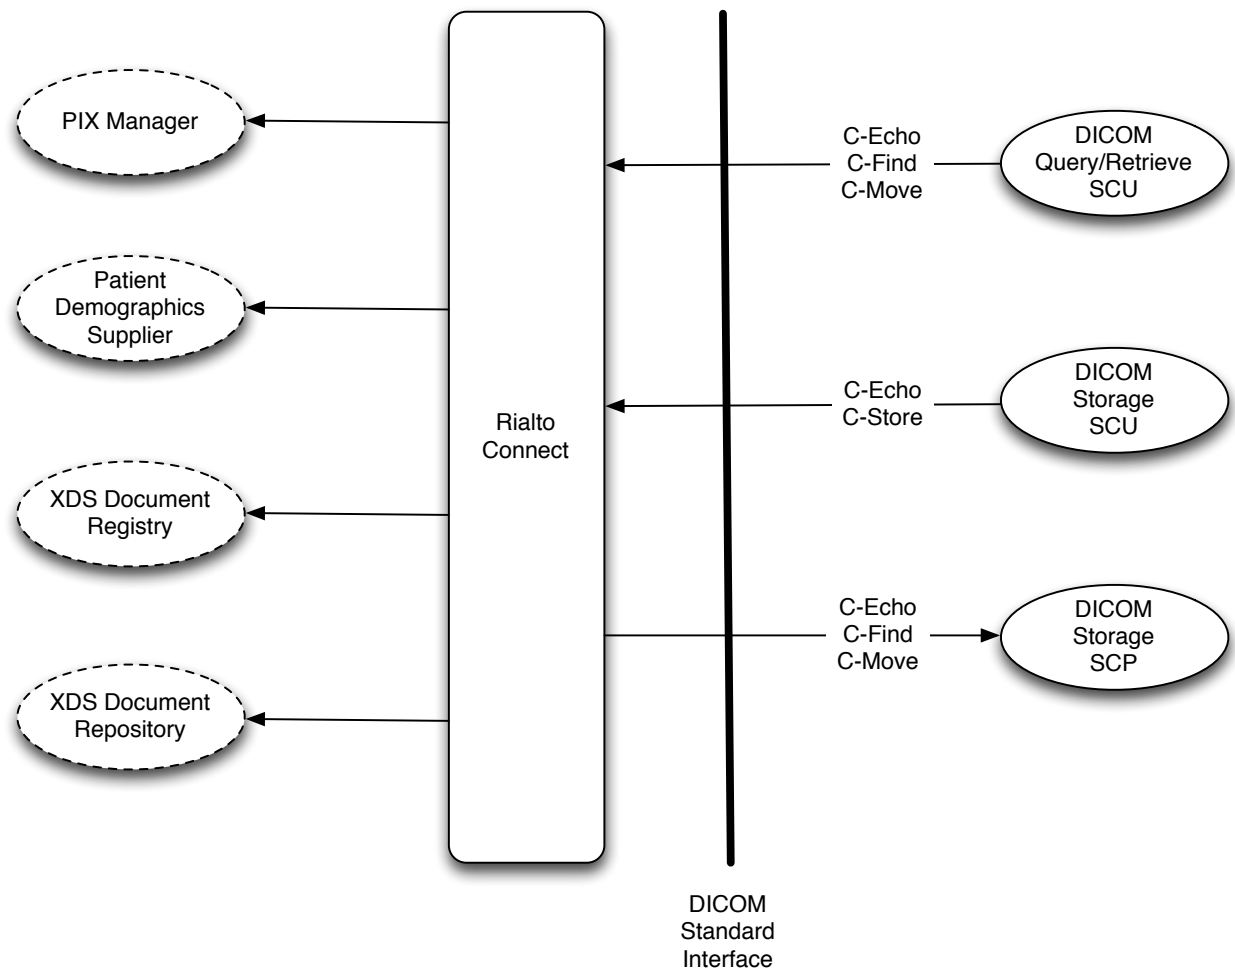 PIX Manager
Patient
Demographics
Supplier
XDS Document
Registry
XDS Document
Repository
Rialto
Connect
C-Echo
C-Find
C-Move
DICOM
Query/Retrieve
SCU
C-Echo
C-Store
DICOM
Storage
SCU
C-Echo
C-Find
C-Move
DICOM
Storage
SCP
DICOM
Standard
Interface